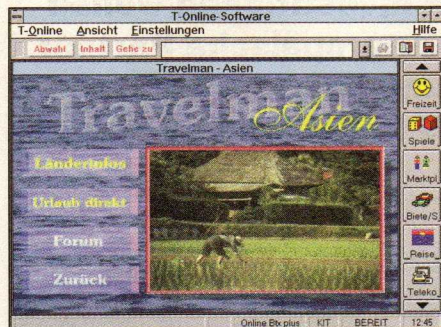 T-Online-Software
T-Online Ansicht Einstellungen Hilfe
Abwahl Inhalt Gehe zu
Travelman - Asien
Travelman
Asien
Länderinfos
Urlaub direkt
Forum
Zurück
Freizeit
Spiele
Marktpl
Biete/S
Reise
Teleko
Online Btx plus KIT BEREIT 12:45